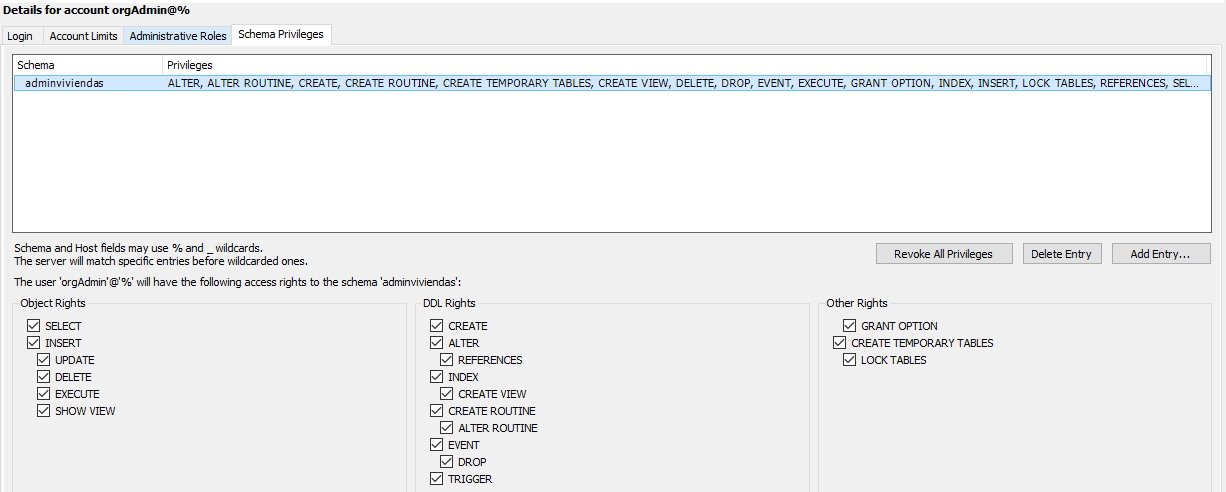 Details for account orgAdmin@%
Login Account Limits Administrative Roles Schema Privileges
Schema Privileges
adminviviendas ALTER, ALTER ROUTINE, CREATE, CREATE ROUTINE, CREATE TEMPORARY TABLES, CREATE VIEW, DELETE, DROP, EVENT, EXECUTE, GRANT OPTION, INDEX, INSERT, LOCK TABLES, REFERENCES, SEL...
Schema and Host fields may use % and _ wildcards.
The server will match specific entries before wildcarded ones.
Revoke All Privileges Delete Entry Add Entry...
The user 'orgAdmin'@'%' will have the following access rights to the schema 'adminviviendas':
Object Rights
SELECT
INSERT
UPDATE
DELETE
EXECUTE
SHOW VIEW
DDL Rights
CREATE
ALTER
REFERENCES
INDEX
CREATE VIEW
CREATE ROUTINE
ALTER ROUTINE
EVENT
DROP
TRIGGER
Other Rights
GRANT OPTION
CREATE TEMPORARY TABLES
LOCK TABLES